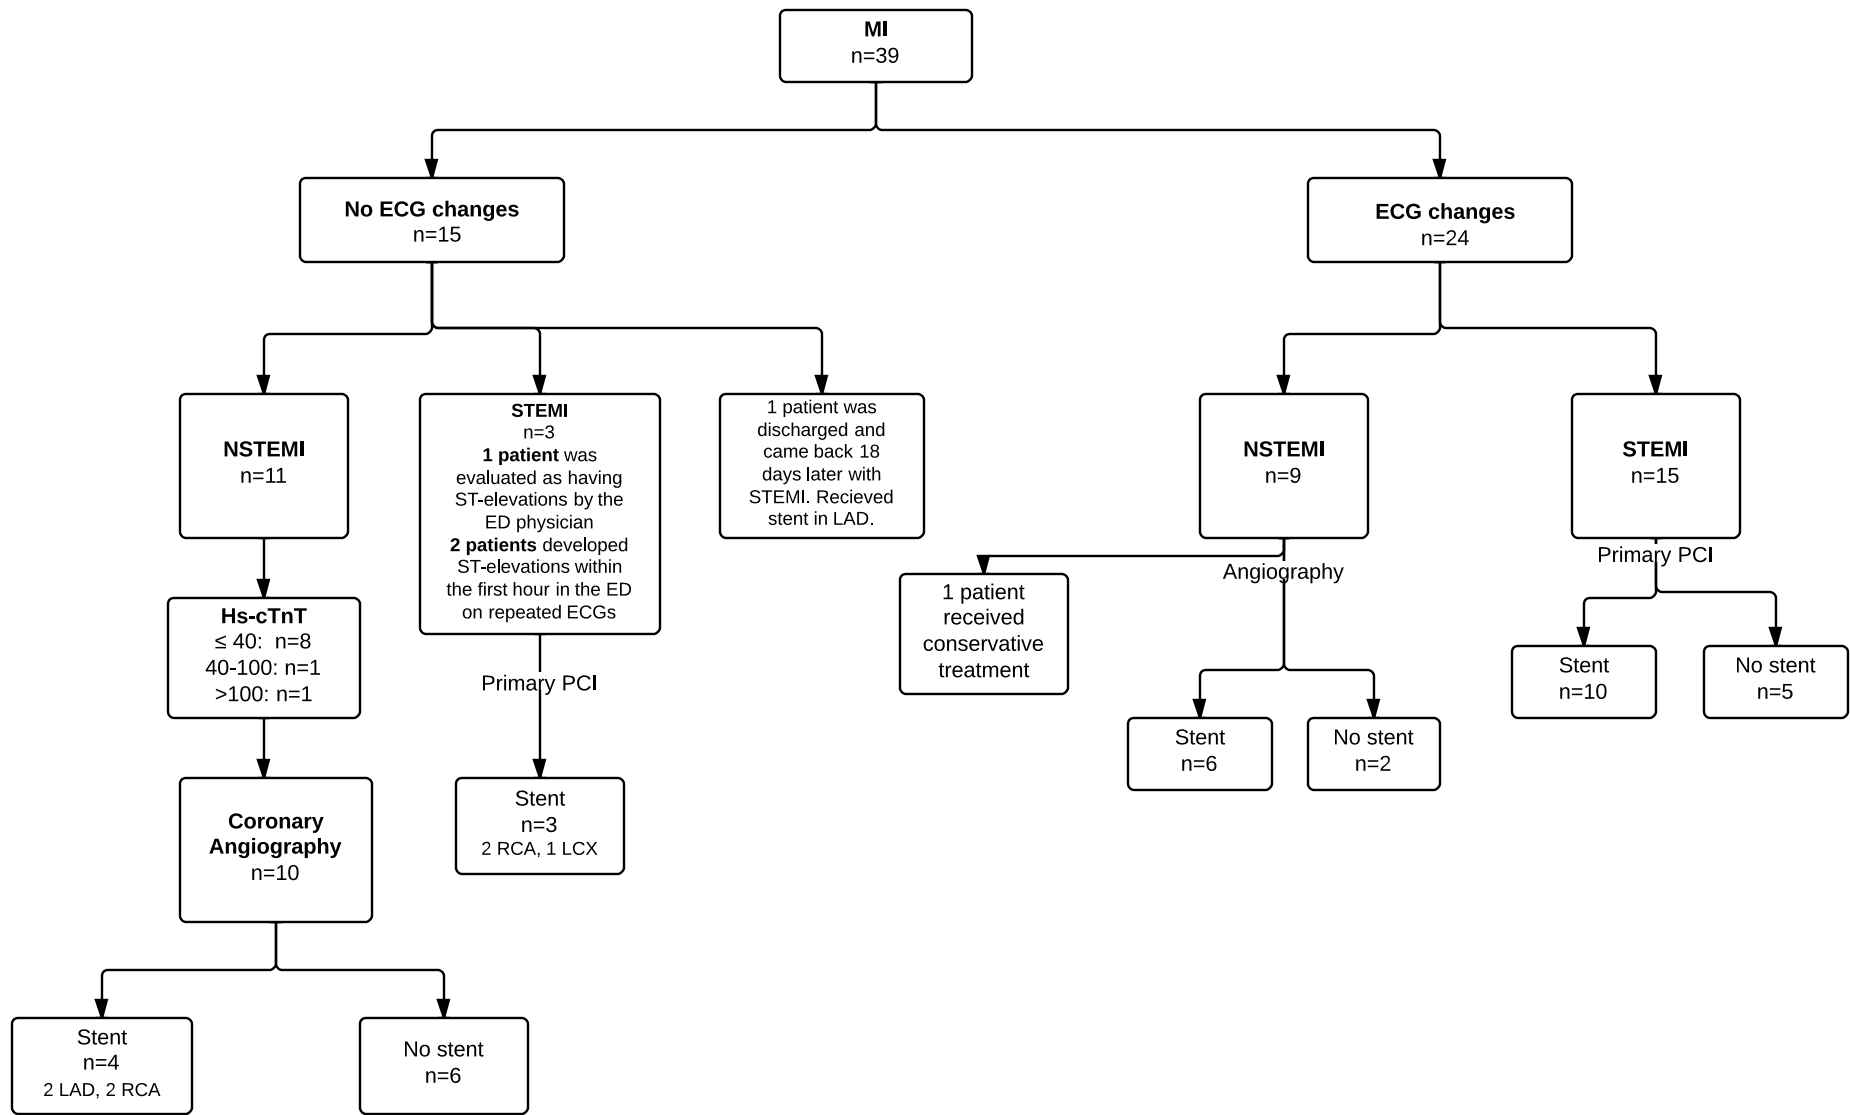 MI
n=39
No ECG changes
n=15
ECG changes
n=24
NSTEMI
n=11
STEMI
n=3
1 patient was
evaluated as having
ST-elevations by the
ED physician
2 patients developed
ST-elevations within
the first hour in the ED
on repeated ECGs
1 patient was
discharged and
came back 18
days later with
STEMI. Recieved
stent in LAD.
NSTEMI
n=9
STEMI
n=15
Hs-cTnT
≤ 40: n=8
40-100: n=1
>100: n=1
Primary PCI
1 patient
received
conservative
treatment
Angiography
Primary PCI
Stent
n=6
No stent
n=2
Stent
n=10
No stent
n=5
Coronary
Angiography
n=10
Stent
n=3
2 RCA, 1 LCX
Stent
n=4
2 LAD, 2 RCA
No stent
n=6